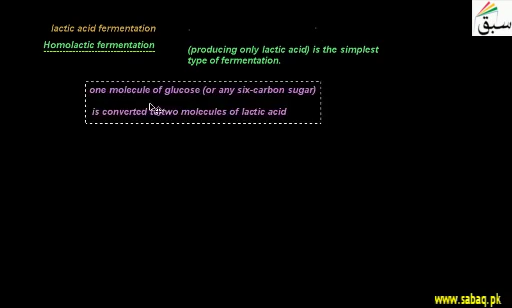 lactic acid fermentation
Homolactic fermentation
(producing only lactic acid) is the simplest
type of fermentation.
one molecule of glucose (or any six-carbon sugar)
is converted to two molecules of lactic acid
سبق
www.sabaq.pk